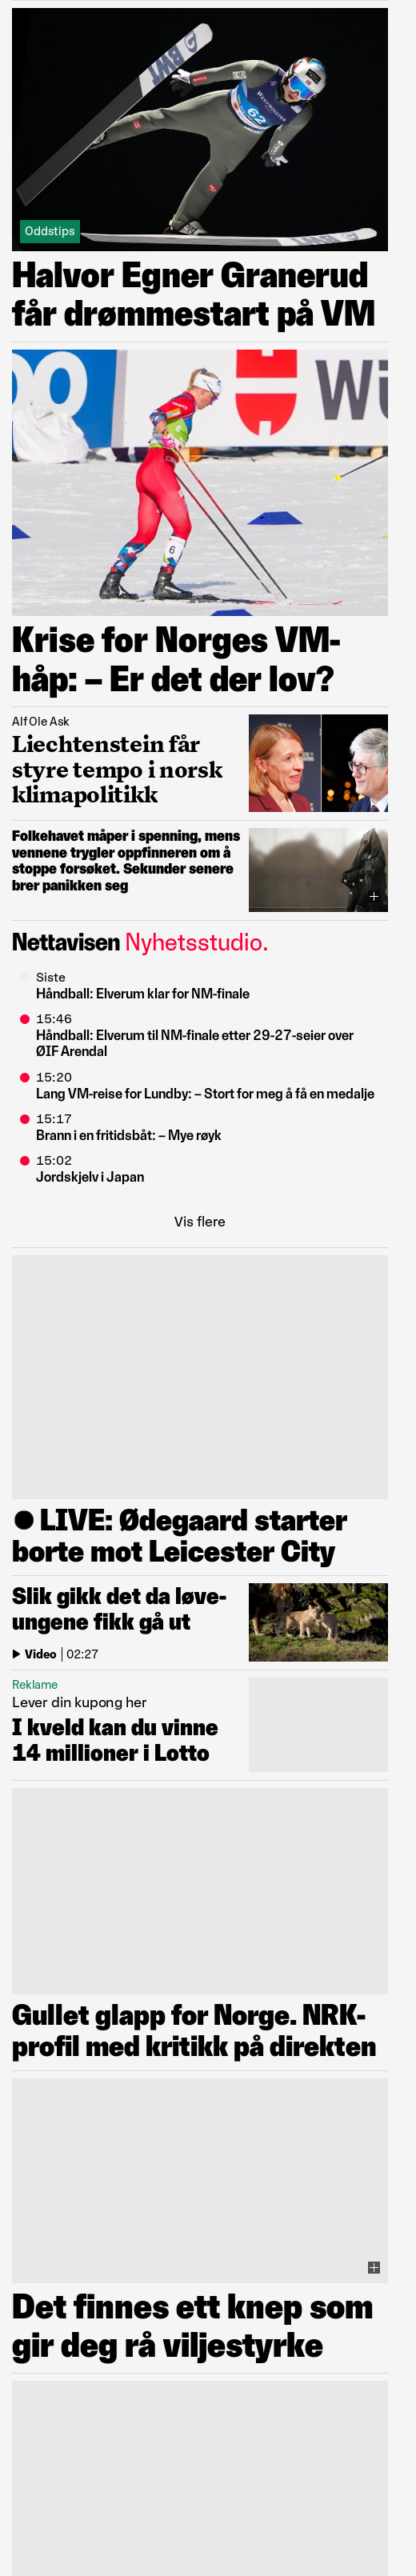 BWT
WESTMINSTER
62
Oddstips
Halvor Egner Granerud
får drømmestart på VM
6
Krise for Norges VM-
håp: – Er det der lov?
Alf Ole Ask
Liechtenstein får
styre tempo i norsk
klimapolitikk
Folkehavet måper i spenning, mens
vennene trygler oppfinneren om å
stoppe forsøket. Sekunder senere
brer panikken seg
Nettavisen Nyhetsstudio.
Siste
Håndball: Elverum klar for NM-finale
15:46
Håndball: Elverum til NM-finale etter 29-27-seier over
ØIF Arendal
15:20
Lang VM-reise for Lundby: – Stort for meg å få en medalje
15:17
Brann i en fritidsbåt: – Mye røyk
15:02
Jordskjelv i Japan
Vis flere
LIVE: Ødegaard starter
borte mot Leicester City
Slik gikk det da løve-
ungene fikk gå ut
Video | 02:27
Reklame
Lever din kupong her
I kveld kan du vinne
14 millioner i Lotto
Gullet glapp for Norge. NRK-
profil med kritikk på direkten
Det finnes ett knep som
gir deg rå viljestyrke